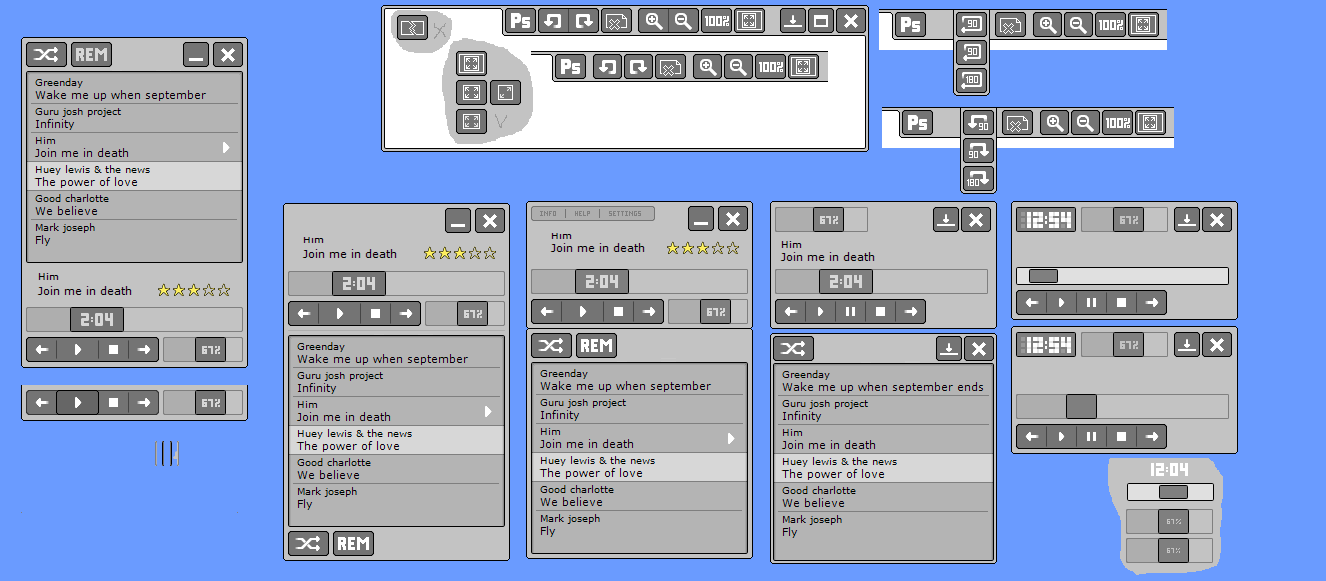 REM
Greenday
Wake me up when september
Guru josh project
Infinity
Him
Join me in death
Huey lewis & the news
The power of love
Good charlotte
We believe
Mark joseph
Fly
Him
Join me in death
2:04
67%
67%
Ps
100%
Ps
100%
Ps
90
100%
90
180
Ps
90
100%
90
180
Him
Join me in death
2:04
67%
Greenday
Wake me up when september
Guru josh project
Infinity
Him
Join me in death
Huey lewis & the news
The power of love
Good charlotte
We believe
Mark joseph
Fly
REM
INFO | HELP | SETTINGS
Him
Join me in death
2:04
67%
REM
Greenday
Wake me up when september
Guru josh project
Infinity
Him
Join me in death
Huey lewis & the news
The power of love
Good charlotte
We believe
Mark joseph
Fly
67%
Him
Join me in death
2:04
Greenday
Wake me up when september ends
Guru josh project
Infinity
Him
Join me in death
Huey lewis & the news
The power of love
Good charlotte
We believe
Mark joseph
Fly
12:54
67%
12:54
67%
12:04
67%
67%